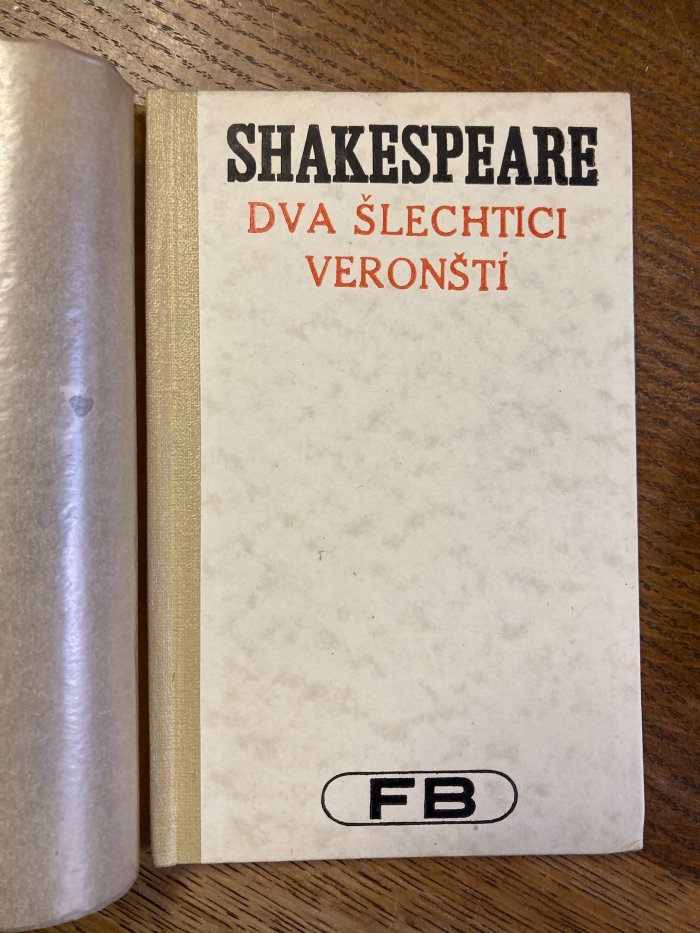 SHAKESPEARE
DVA ŠLECHTICI
VERONŠTÍ
FB